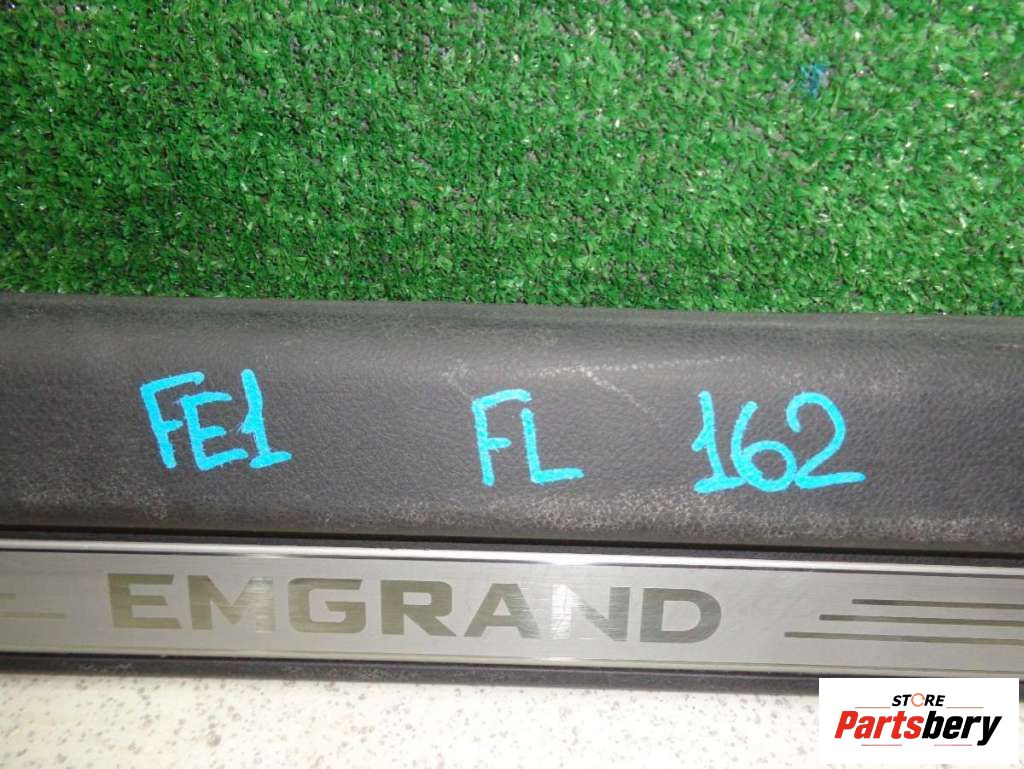 FE1 FL 162
EMGRAND
STORE
Partsbery